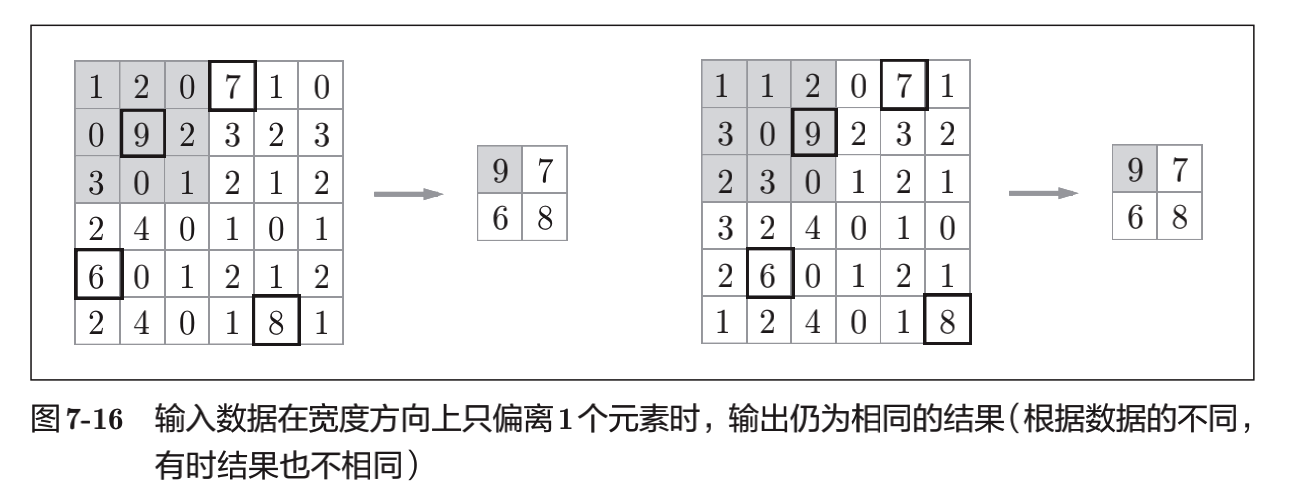 1 2 0 7 1 0
0 9 2 3 2 3
3 0 1 2 1 2
2 4 0 1 0 1
6 0 1 2 1 2
2 4 0 1 8 1
9 7
6 8
1 1 2 0 7 1
3 0 9 2 3 2
2 3 0 1 2 1
3 2 4 0 1 0
2 6 0 1 2 1
1 2 4 0 1 8
9 7
6 8
图7-16 输入数据在宽度方向上只偏离1个元素时，输出仍为相同的结果（根据数据的不同，
有时结果也不相同）